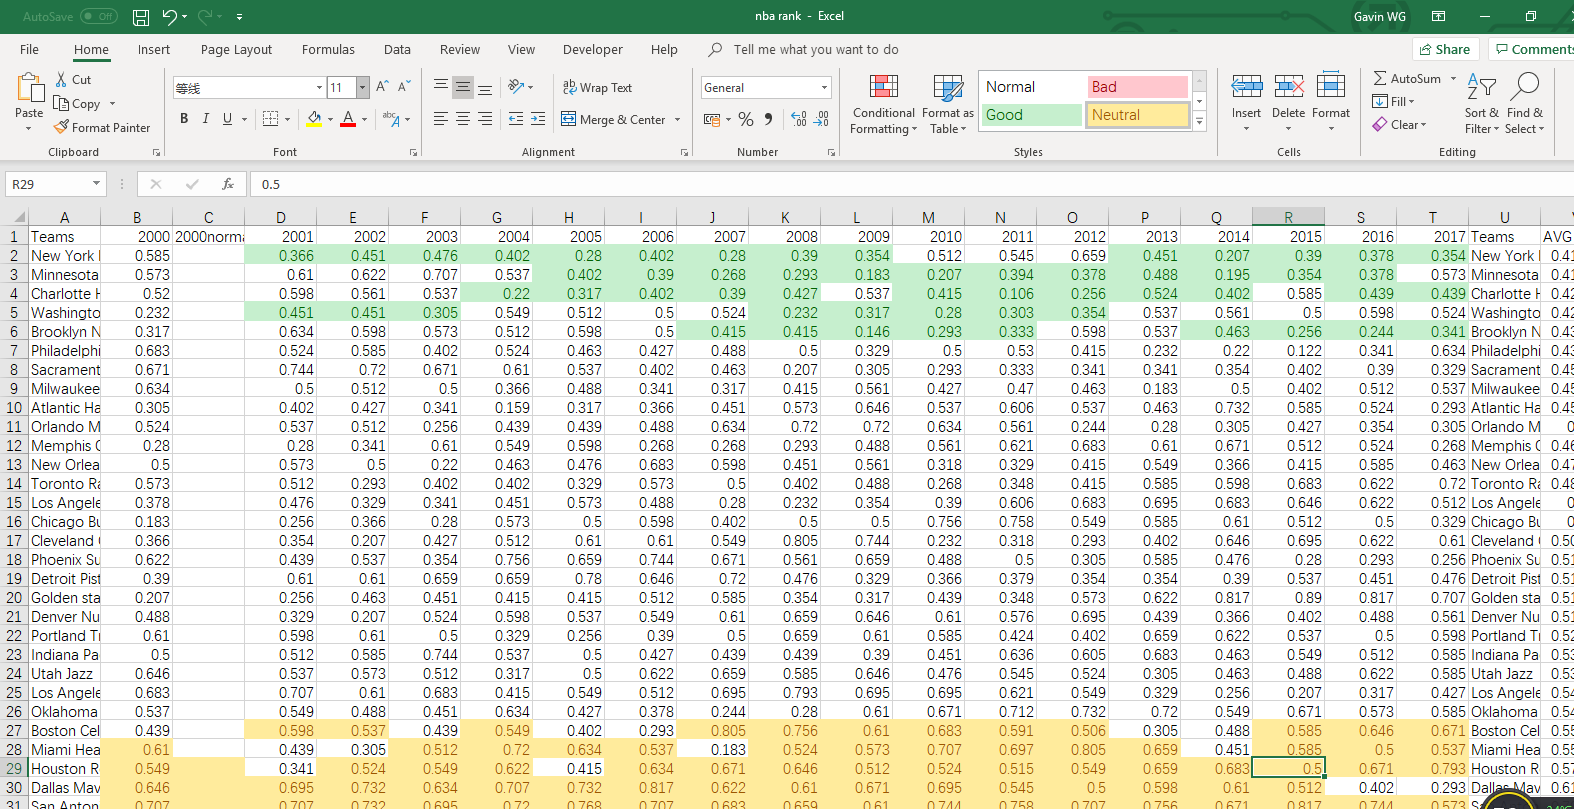 AutoSave Off nba rank - Excel Gavin WG
File Home Insert Page Layout Formulas Data Review View Developer Help Tell me what you want to do Share Comments
Paste Cut Copy Format Painter Clipboard
等线 11 B I U Font
Wrap Text Merge & Center Alignment
General % Number
Conditional Formatting Format as Table Normal Bad Good Neutral Styles
Insert Delete Format Cells
AutoSum Fill Clear Sort & Filter Find & Select Editing
R29 fx 0.5
A B C D E F G H I J K L M N O P Q R S T U
1 Teams 2000 2000norma 2001 2002 2003 2004 2005 2006 2007 2008 2009 2010 2011 2012 2013 2014 2015 2016 2017 Teams AVG
2 New York 0.585 0.366 0.451 0.476 0.402 0.28 0.402 0.28 0.39 0.354 0.512 0.545 0.659 0.451 0.207 0.39 0.378 0.354 New York 0.41
3 Minnesota 0.573 0.61 0.622 0.707 0.537 0.402 0.39 0.268 0.293 0.183 0.207 0.394 0.378 0.488 0.195 0.354 0.378 0.573 Minnesota 0.41
4 Charlotte H 0.52 0.598 0.561 0.537 0.22 0.317 0.402 0.39 0.427 0.537 0.415 0.106 0.256 0.524 0.402 0.585 0.439 0.439 Charlotte H 0.42
5 Washingto 0.232 0.451 0.451 0.305 0.549 0.512 0.5 0.524 0.232 0.317 0.28 0.303 0.354 0.537 0.561 0.5 0.598 0.524 Washingto 0.42
6 Brooklyn N 0.317 0.634 0.598 0.573 0.512 0.598 0.5 0.415 0.415 0.146 0.293 0.333 0.598 0.537 0.463 0.256 0.244 0.341 Brooklyn N 0.43
7 Philadelphi 0.683 0.524 0.585 0.402 0.524 0.463 0.427 0.488 0.5 0.329 0.5 0.53 0.415 0.232 0.22 0.122 0.341 0.634 Philadelphi 0.43
8 Sacrament 0.671 0.744 0.72 0.671 0.61 0.537 0.402 0.463 0.207 0.305 0.293 0.333 0.341 0.341 0.354 0.402 0.39 0.329 Sacrament 0.45
9 Milwaukee 0.634 0.5 0.512 0.5 0.366 0.488 0.341 0.317 0.415 0.561 0.427 0.47 0.463 0.183 0.5 0.402 0.512 0.537 Milwaukee 0.45
10 Atlantic Ha 0.305 0.402 0.427 0.341 0.159 0.317 0.366 0.451 0.573 0.646 0.537 0.606 0.537 0.463 0.732 0.585 0.524 0.293 Atlantic Ha 0.45
11 Orlando M 0.524 0.537 0.512 0.256 0.439 0.439 0.488 0.634 0.72 0.72 0.634 0.561 0.244 0.28 0.305 0.427 0.354 0.305 Orlando M 0
12 Memphis G 0.28 0.28 0.341 0.61 0.549 0.598 0.268 0.268 0.293 0.488 0.561 0.621 0.683 0.61 0.671 0.512 0.524 0.268 Memphis G 0.46
13 New Orlea 0.5 0.573 0.5 0.22 0.463 0.476 0.683 0.598 0.451 0.561 0.318 0.329 0.415 0.549 0.366 0.415 0.585 0.463 New Orlea 0.47
14 Toronto Ra 0.573 0.512 0.293 0.402 0.402 0.329 0.573 0.5 0.402 0.488 0.268 0.348 0.415 0.585 0.598 0.683 0.622 0.72 Toronto Ra 0.48
15 Los Angele 0.378 0.476 0.329 0.341 0.451 0.573 0.488 0.28 0.232 0.354 0.39 0.606 0.683 0.695 0.683 0.646 0.622 0.512 Los Angele 0
16 Chicago Bu 0.183 0.256 0.366 0.28 0.573 0.5 0.598 0.402 0.5 0.5 0.756 0.758 0.549 0.585 0.61 0.512 0.5 0.329 Chicago Bu 0
17 Cleveland 0.366 0.354 0.207 0.427 0.512 0.61 0.61 0.549 0.805 0.744 0.232 0.318 0.293 0.402 0.646 0.695 0.622 0.61 Cleveland 0.50
18 Phoenix Su 0.622 0.439 0.537 0.354 0.756 0.659 0.744 0.671 0.561 0.659 0.488 0.5 0.305 0.585 0.476 0.28 0.293 0.256 Phoenix Su 0.51
19 Detroit Pist 0.39 0.61 0.61 0.659 0.659 0.78 0.646 0.72 0.476 0.329 0.366 0.379 0.354 0.354 0.39 0.537 0.451 0.476 Detroit Pist 0.51
20 Golden sta 0.207 0.256 0.463 0.451 0.415 0.415 0.512 0.585 0.354 0.317 0.439 0.348 0.573 0.622 0.817 0.89 0.817 0.707 Golden sta 0.51
21 Denver Nu 0.488 0.329 0.207 0.524 0.598 0.537 0.549 0.61 0.659 0.646 0.61 0.576 0.695 0.439 0.366 0.402 0.488 0.561 Denver Nu 0.51
22 Portland Tr 0.61 0.598 0.61 0.5 0.329 0.256 0.39 0.5 0.659 0.61 0.585 0.424 0.402 0.659 0.622 0.537 0.5 0.598 Portland Tr 0.52
23 Indiana Pa 0.5 0.512 0.585 0.744 0.537 0.5 0.427 0.439 0.439 0.39 0.451 0.636 0.605 0.683 0.463 0.549 0.512 0.585 Indiana Pa 0.53
24 Utah Jazz 0.646 0.537 0.573 0.512 0.317 0.5 0.622 0.659 0.585 0.646 0.476 0.545 0.524 0.305 0.463 0.488 0.622 0.585 Utah Jazz 0.53
25 Los Angele 0.683 0.707 0.61 0.683 0.415 0.549 0.512 0.695 0.793 0.695 0.695 0.621 0.549 0.329 0.256 0.207 0.317 0.427 Los Angele 0.54
26 Oklahoma 0.537 0.549 0.488 0.451 0.634 0.427 0.378 0.244 0.28 0.61 0.671 0.712 0.732 0.72 0.549 0.671 0.573 0.585 Oklahoma 0.54
27 Boston Cel 0.439 0.598 0.537 0.439 0.549 0.402 0.293 0.805 0.756 0.61 0.683 0.591 0.506 0.305 0.488 0.585 0.646 0.671 Boston Cel 0.55
28 Miami Hea 0.61 0.439 0.305 0.512 0.72 0.634 0.537 0.183 0.524 0.573 0.707 0.697 0.805 0.659 0.451 0.585 0.5 0.537 Miami Hea 0.55
29 Houston R 0.549 0.341 0.524 0.549 0.622 0.415 0.634 0.671 0.646 0.512 0.524 0.515 0.549 0.659 0.683 0.5 0.671 0.793 Houston R 0.57
30 Dallas Mav 0.646 0.695 0.732 0.634 0.707 0.732 0.817 0.622 0.61 0.671 0.695 0.545 0.5 0.598 0.61 0.512 0.402 0.293 Dallas Mav 0.61
31 San Anton 0.707 0.707 0.732 0.695 0.72 0.768 0.707 0.683 0.659 0.61 0.744 0.758 0.707 0.756 0.671 0.817 0.744 0.573